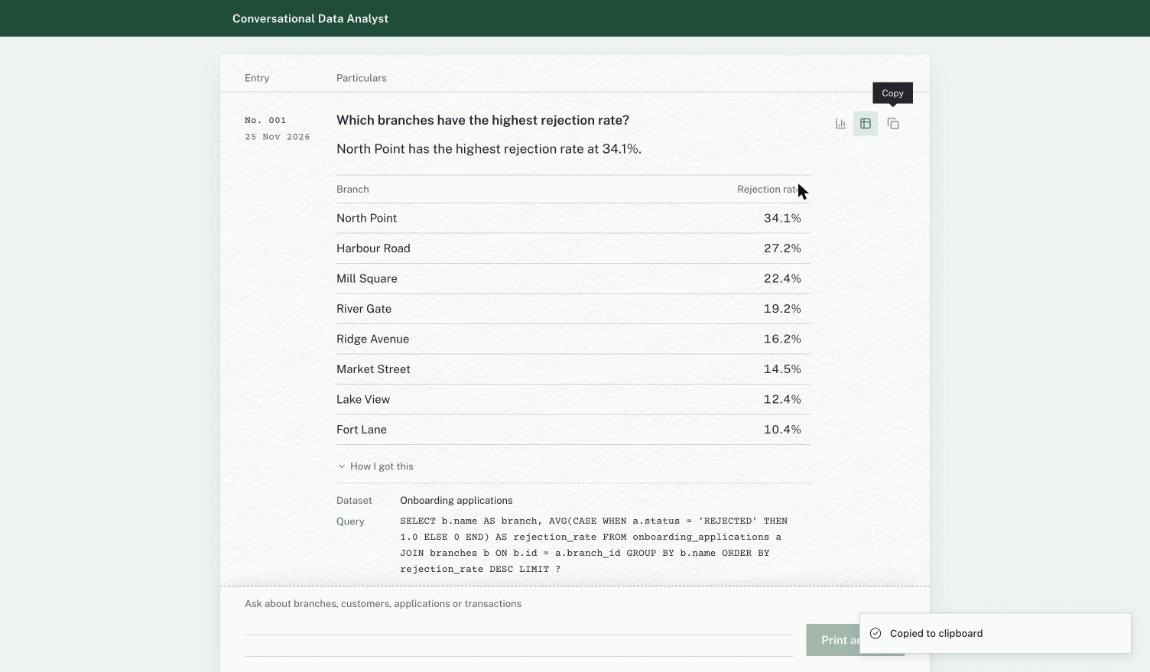 Conversational Data Analyst
Entry Particulars
Copy
No. 001
25 Nov 2026
Which branches have the highest rejection rate?
North Point has the highest rejection rate at 34.1%.
Branch Rejection rate
North Point 34.1%
Harbour Road 27.2%
Mill Square 22.4%
River Gate 19.2%
Ridge Avenue 16.2%
Market Street 14.5%
Lake View 12.4%
Fort Lane 10.4%
How I got this
Dataset Onboarding applications
Query SELECT b.name AS branch, AVG(CASE WHEN a.status = 'REJECTED' THEN
1.0 ELSE 0 END) AS rejection_rate FROM onboarding_applications a
JOIN branches b ON b.id = a.branch_id GROUP BY b.name ORDER BY
rejection_rate DESC LIMIT ?
Ask about branches, customers, applications or transactions
Print
Copied to clipboard